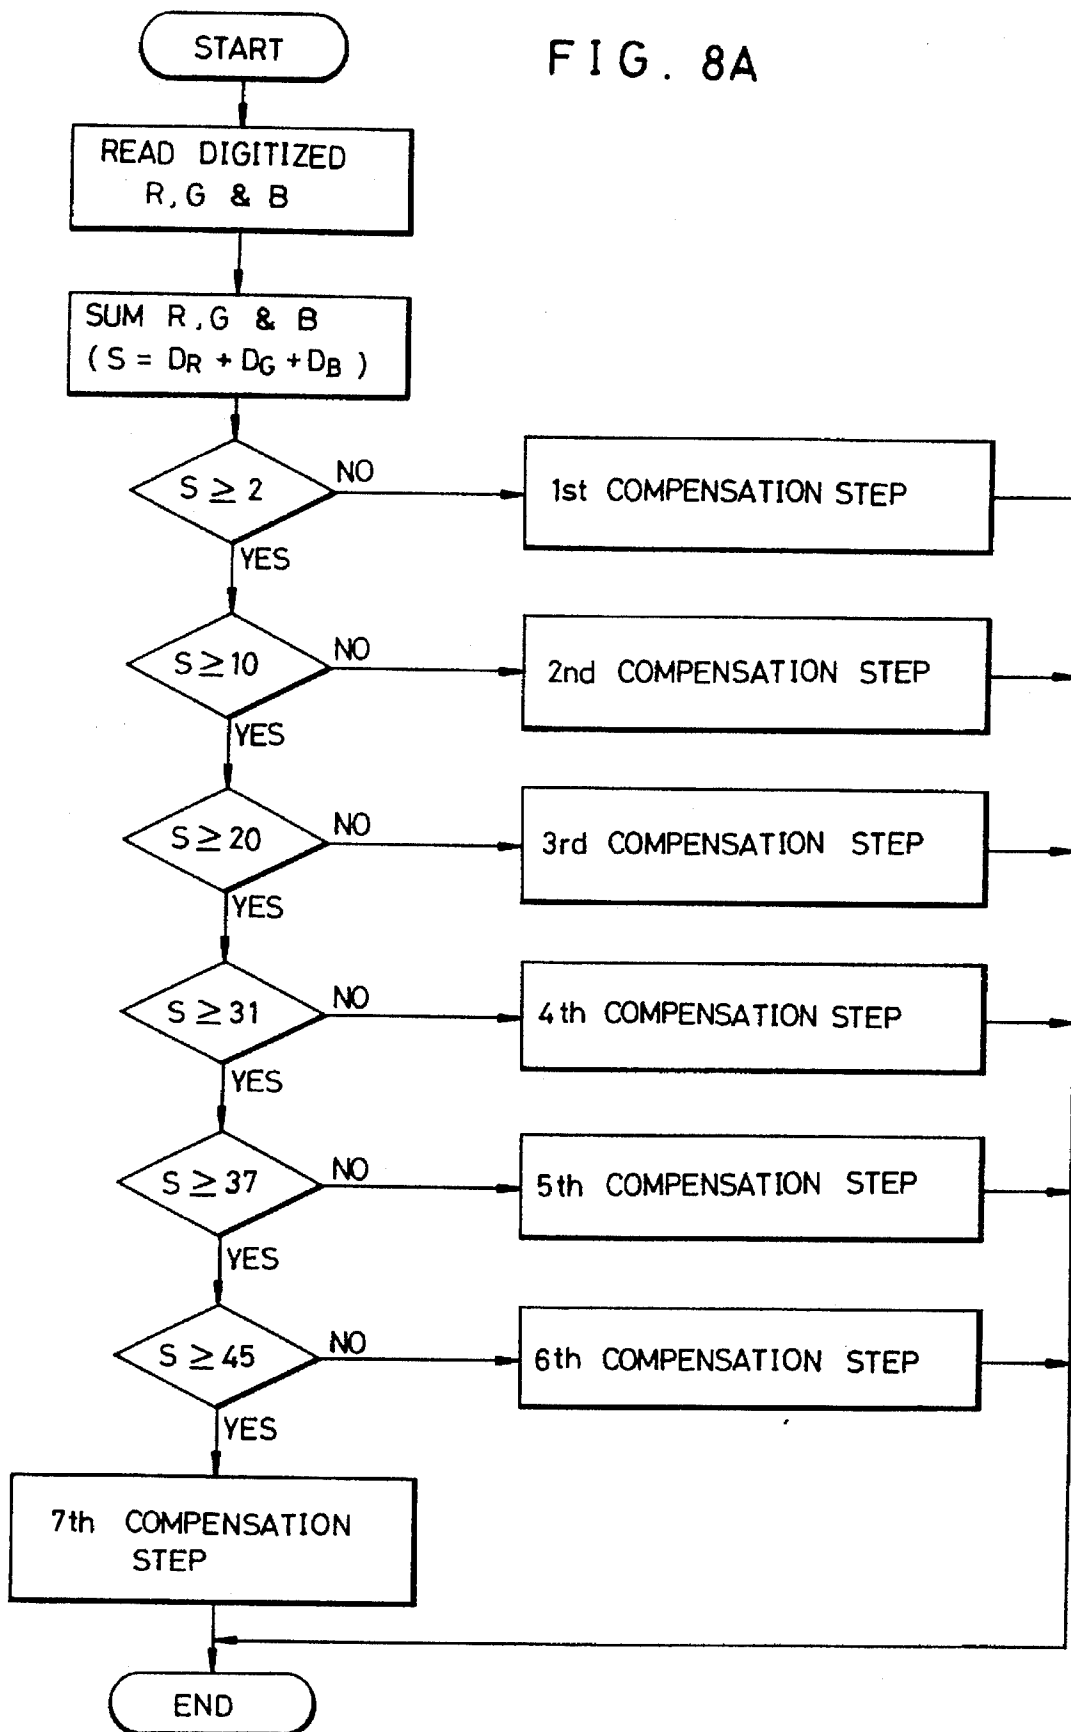 START
FIG. 8A
READ DIGITIZED
R,G & B
SUM R,G & B
(S = DR + DG + DB)
S ≥ 2
NO
1st COMPENSATION STEP
YES
S ≥ 10
NO
2nd COMPENSATION STEP
YES
S ≥ 20
NO
3rd COMPENSATION STEP
YES
S ≥ 31
NO
4th COMPENSATION STEP
YES
S ≥ 37
NO
5th COMPENSATION STEP
YES
S ≥ 45
NO
6th COMPENSATION STEP
YES
7th COMPENSATION
STEP
END